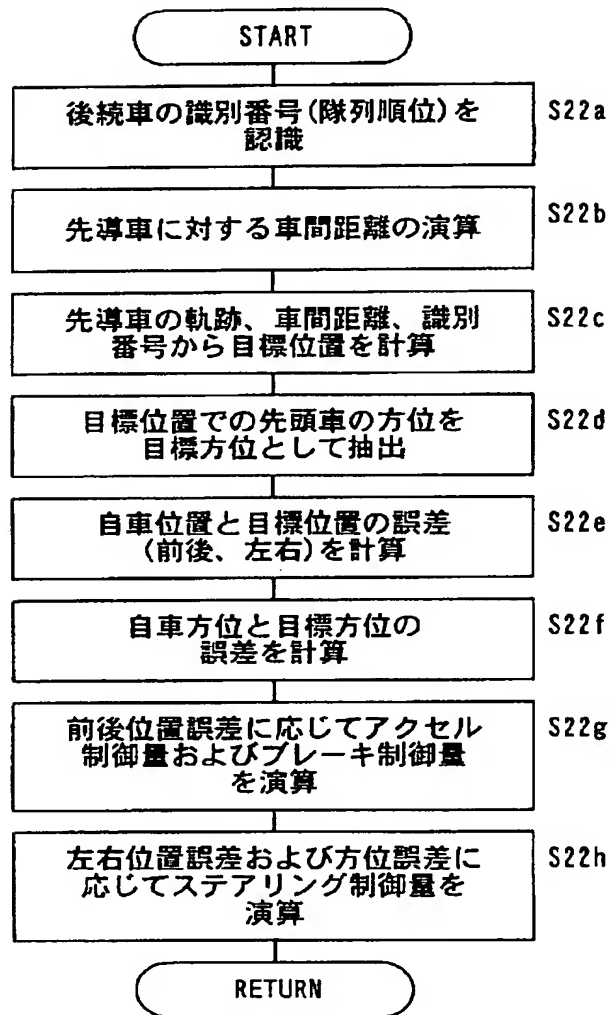 START
後続車の識別番号(隊列順位)を
認識
S22a
先導車に対する車間距離の演算
S22b
先導車の軌跡、車間距離、識別
番号から目標位置を計算
S22c
目標位置での先頭車の方位を
目標方位として抽出
S22d
自車位置と目標位置の誤差
(前後、左右)を計算
S22e
自車方位と目標方位の
誤差を計算
S22f
前後位置誤差に応じてアクセル
制御量およびブレーキ制御量
を演算
S22g
左右位置誤差および方位誤差に
応じてステアリング制御量を
演算
S22h
RETURN